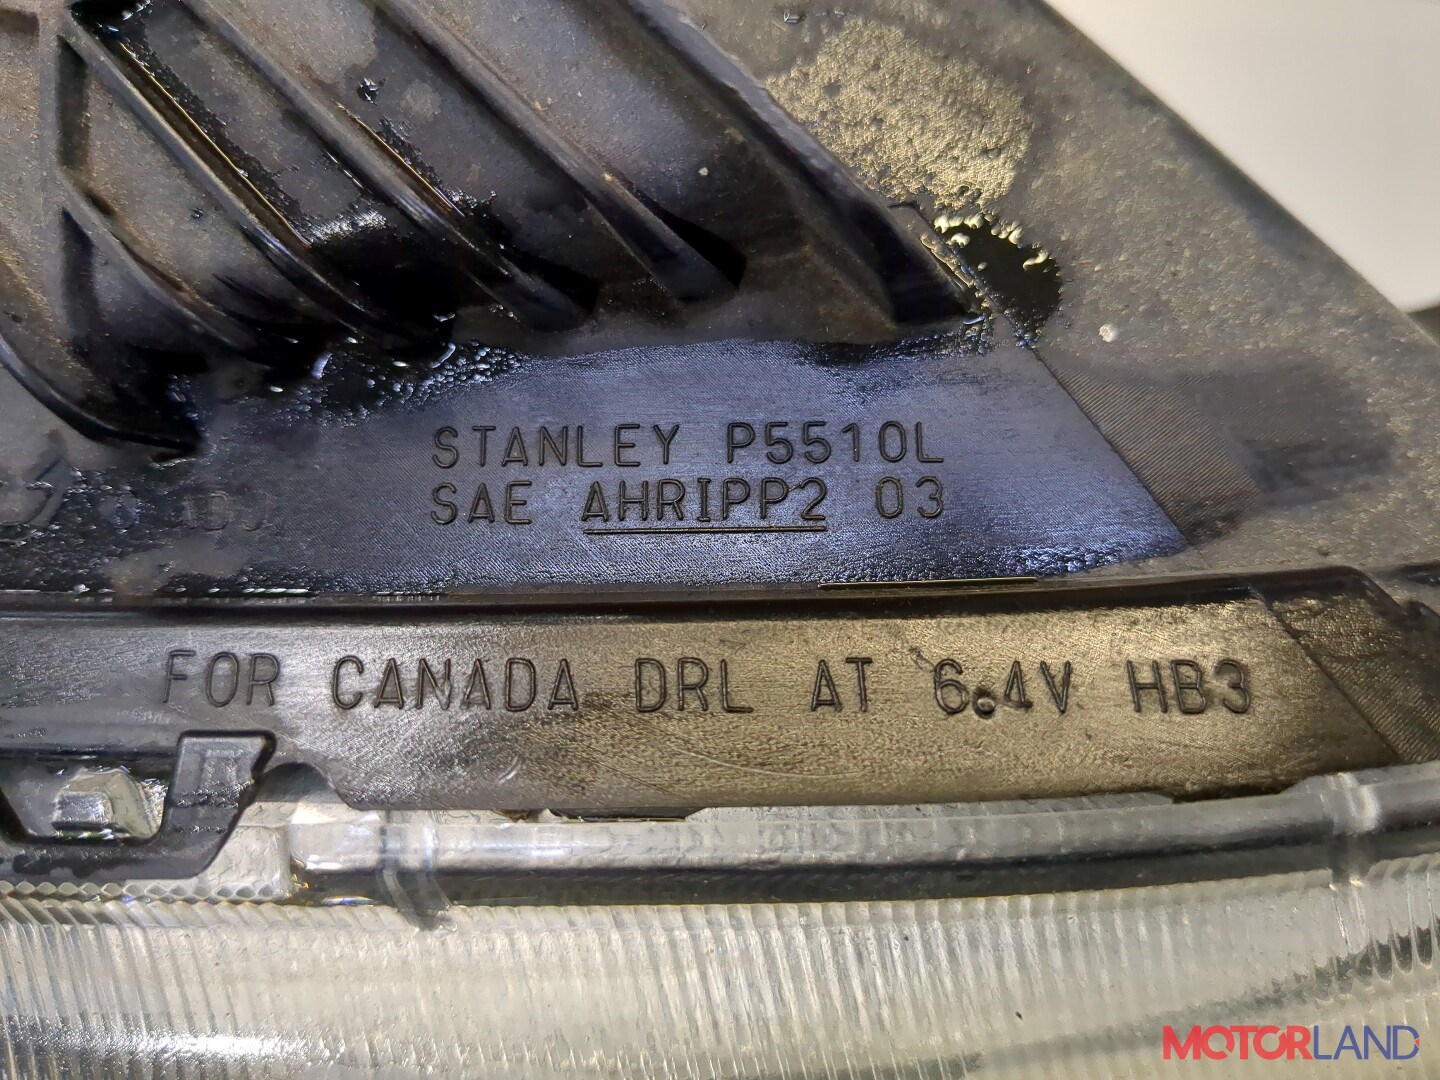 STANLEY P5510L
SAE AHRIPP2 03
FOR CANADA DRL AT 6.4V HB3
MOTORLAND